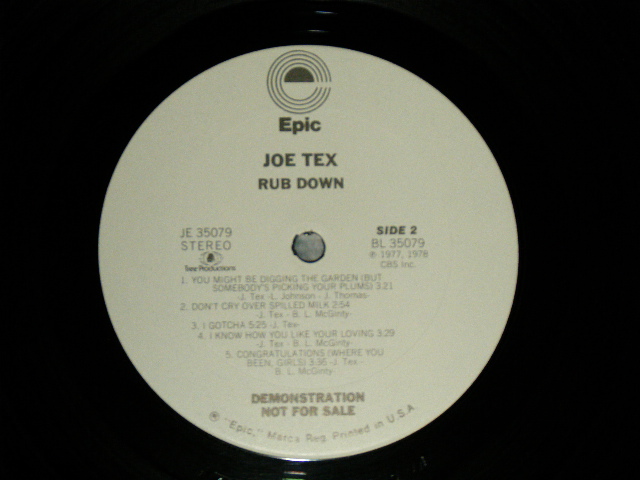 Epic
JOE TEX
RUB DOWN
JE 35079
STEREO
Tree Productions
SIDE 2
BL 35079
℗ 1977, 1978
CBS Inc.
1. YOU MIGHT BE DIGGING THE GARDEN (BUT
SOMEBODY'S PICKING YOUR PLUMS) 3:21
-J. Tex -L. Johnson - J. Thomas-
2. DON'T CRY OVER SPILLED MILK 2:54
-J. Tex - B. L. McGinty-
3. I GOTCHA 5:25 -J. Tex-
4. I KNOW HOW YOU LIKE YOUR LOVING 3:29
-J. Tex - B. L. McGinty-
5. CONGRATULATIONS (WHERE YOU
BEEN, GIRLS) 3:36 -J. Tex -
B. L. McGinty-
DEMONSTRATION
NOT FOR SALE
"Epic," Marca Reg. Printed in U.S.A.